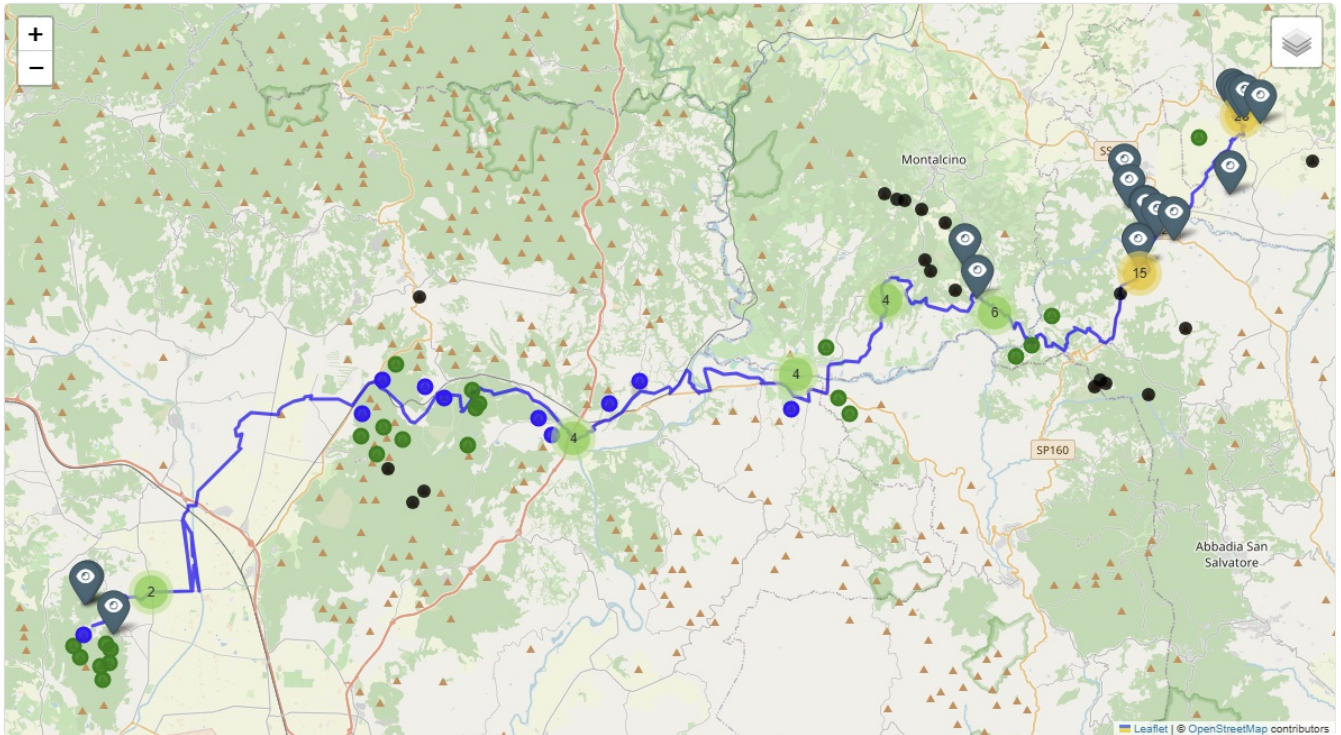 +
−
28
Montalcino
SS
15
4
6
4
4
SP160
Abbadia San
Salvatore
2
Leaflet | © OpenStreetMap contributors